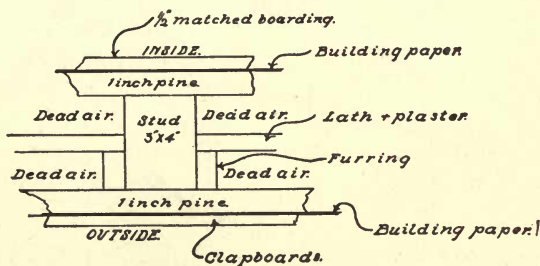 ½" matched boarding.
INSIDE.
Building paper.
1 inch pine.
Dead air.
Stud
3"x4"
Dead air.
Lath + plaster.
Furring
Dead air.
Dead air.
1 inch pine.
Building paper.
OUTSIDE.
Clapboards.